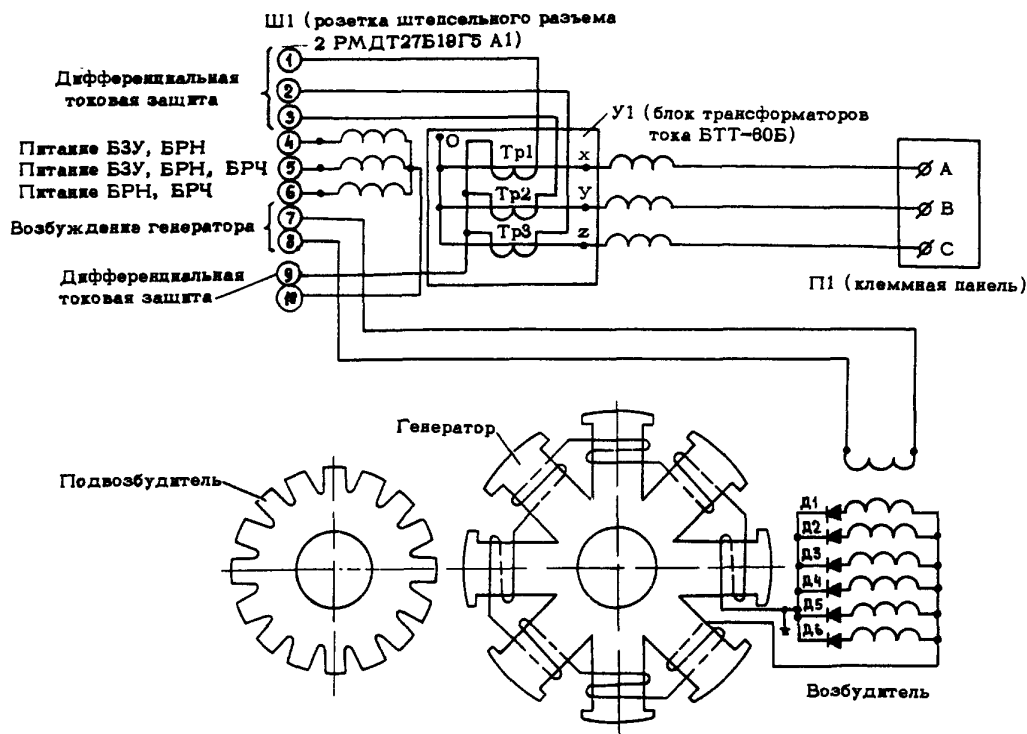 Ш1 (розетка штепсельного разъема
2 РМДТ27Б19Г5 А1)
1
Дифференциальная
токовая защита
2
3
У1 (блок трансформаторов
тока БТТ-60Б)
4
Питание БЗУ, БРН
5
Питание БЗУ, БРН, БРЧ
6
Питание БРН, БРЧ
О
Тр1
х
Тр2
У
Тр3
z
А
В
С
7
Возбуждение генератора
8
9
Дифференциальная
токовая защита
10
П1 (клеммная панель)
Генератор
Подвозбудитель
Д1
Д2
Д3
Д4
Д5
Д6
Возбудитель